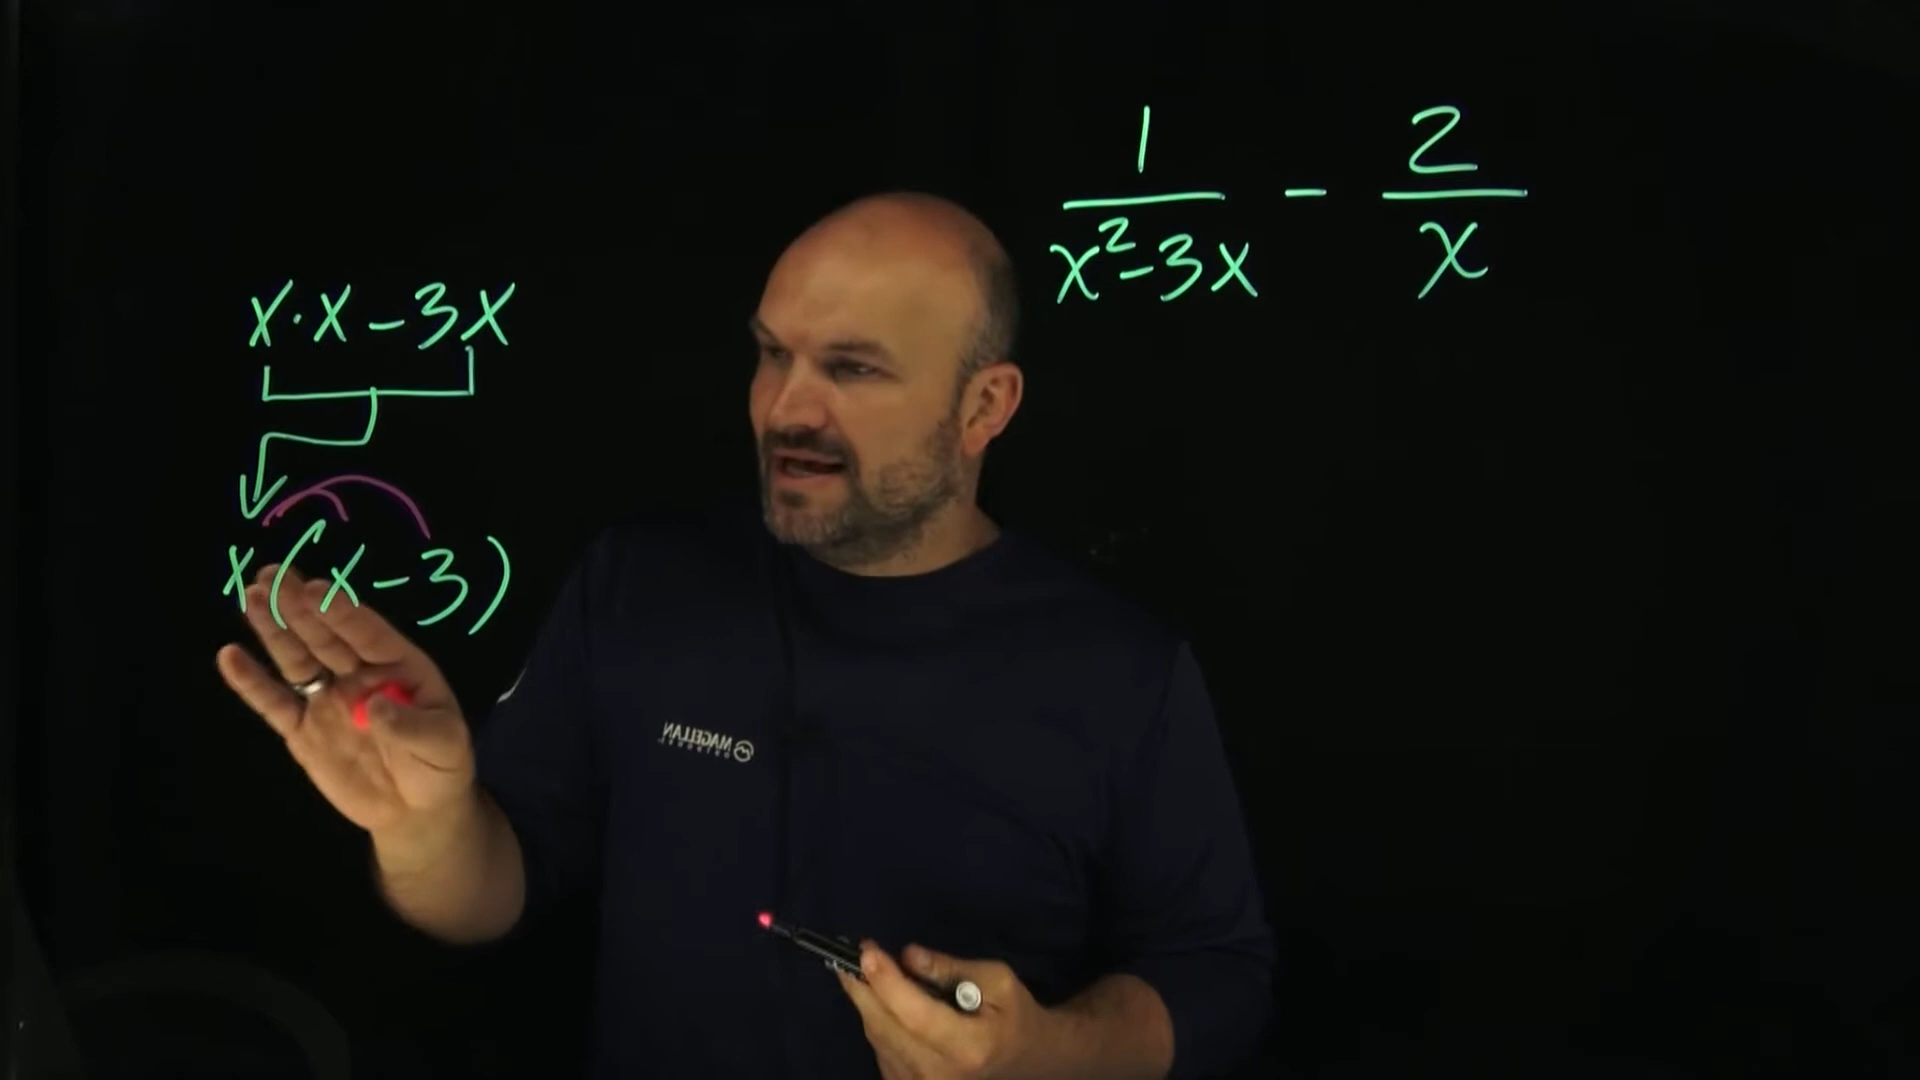 x·x-3x
x(x-3)
1/(x²-3x) - 2/x
MAGELLAN